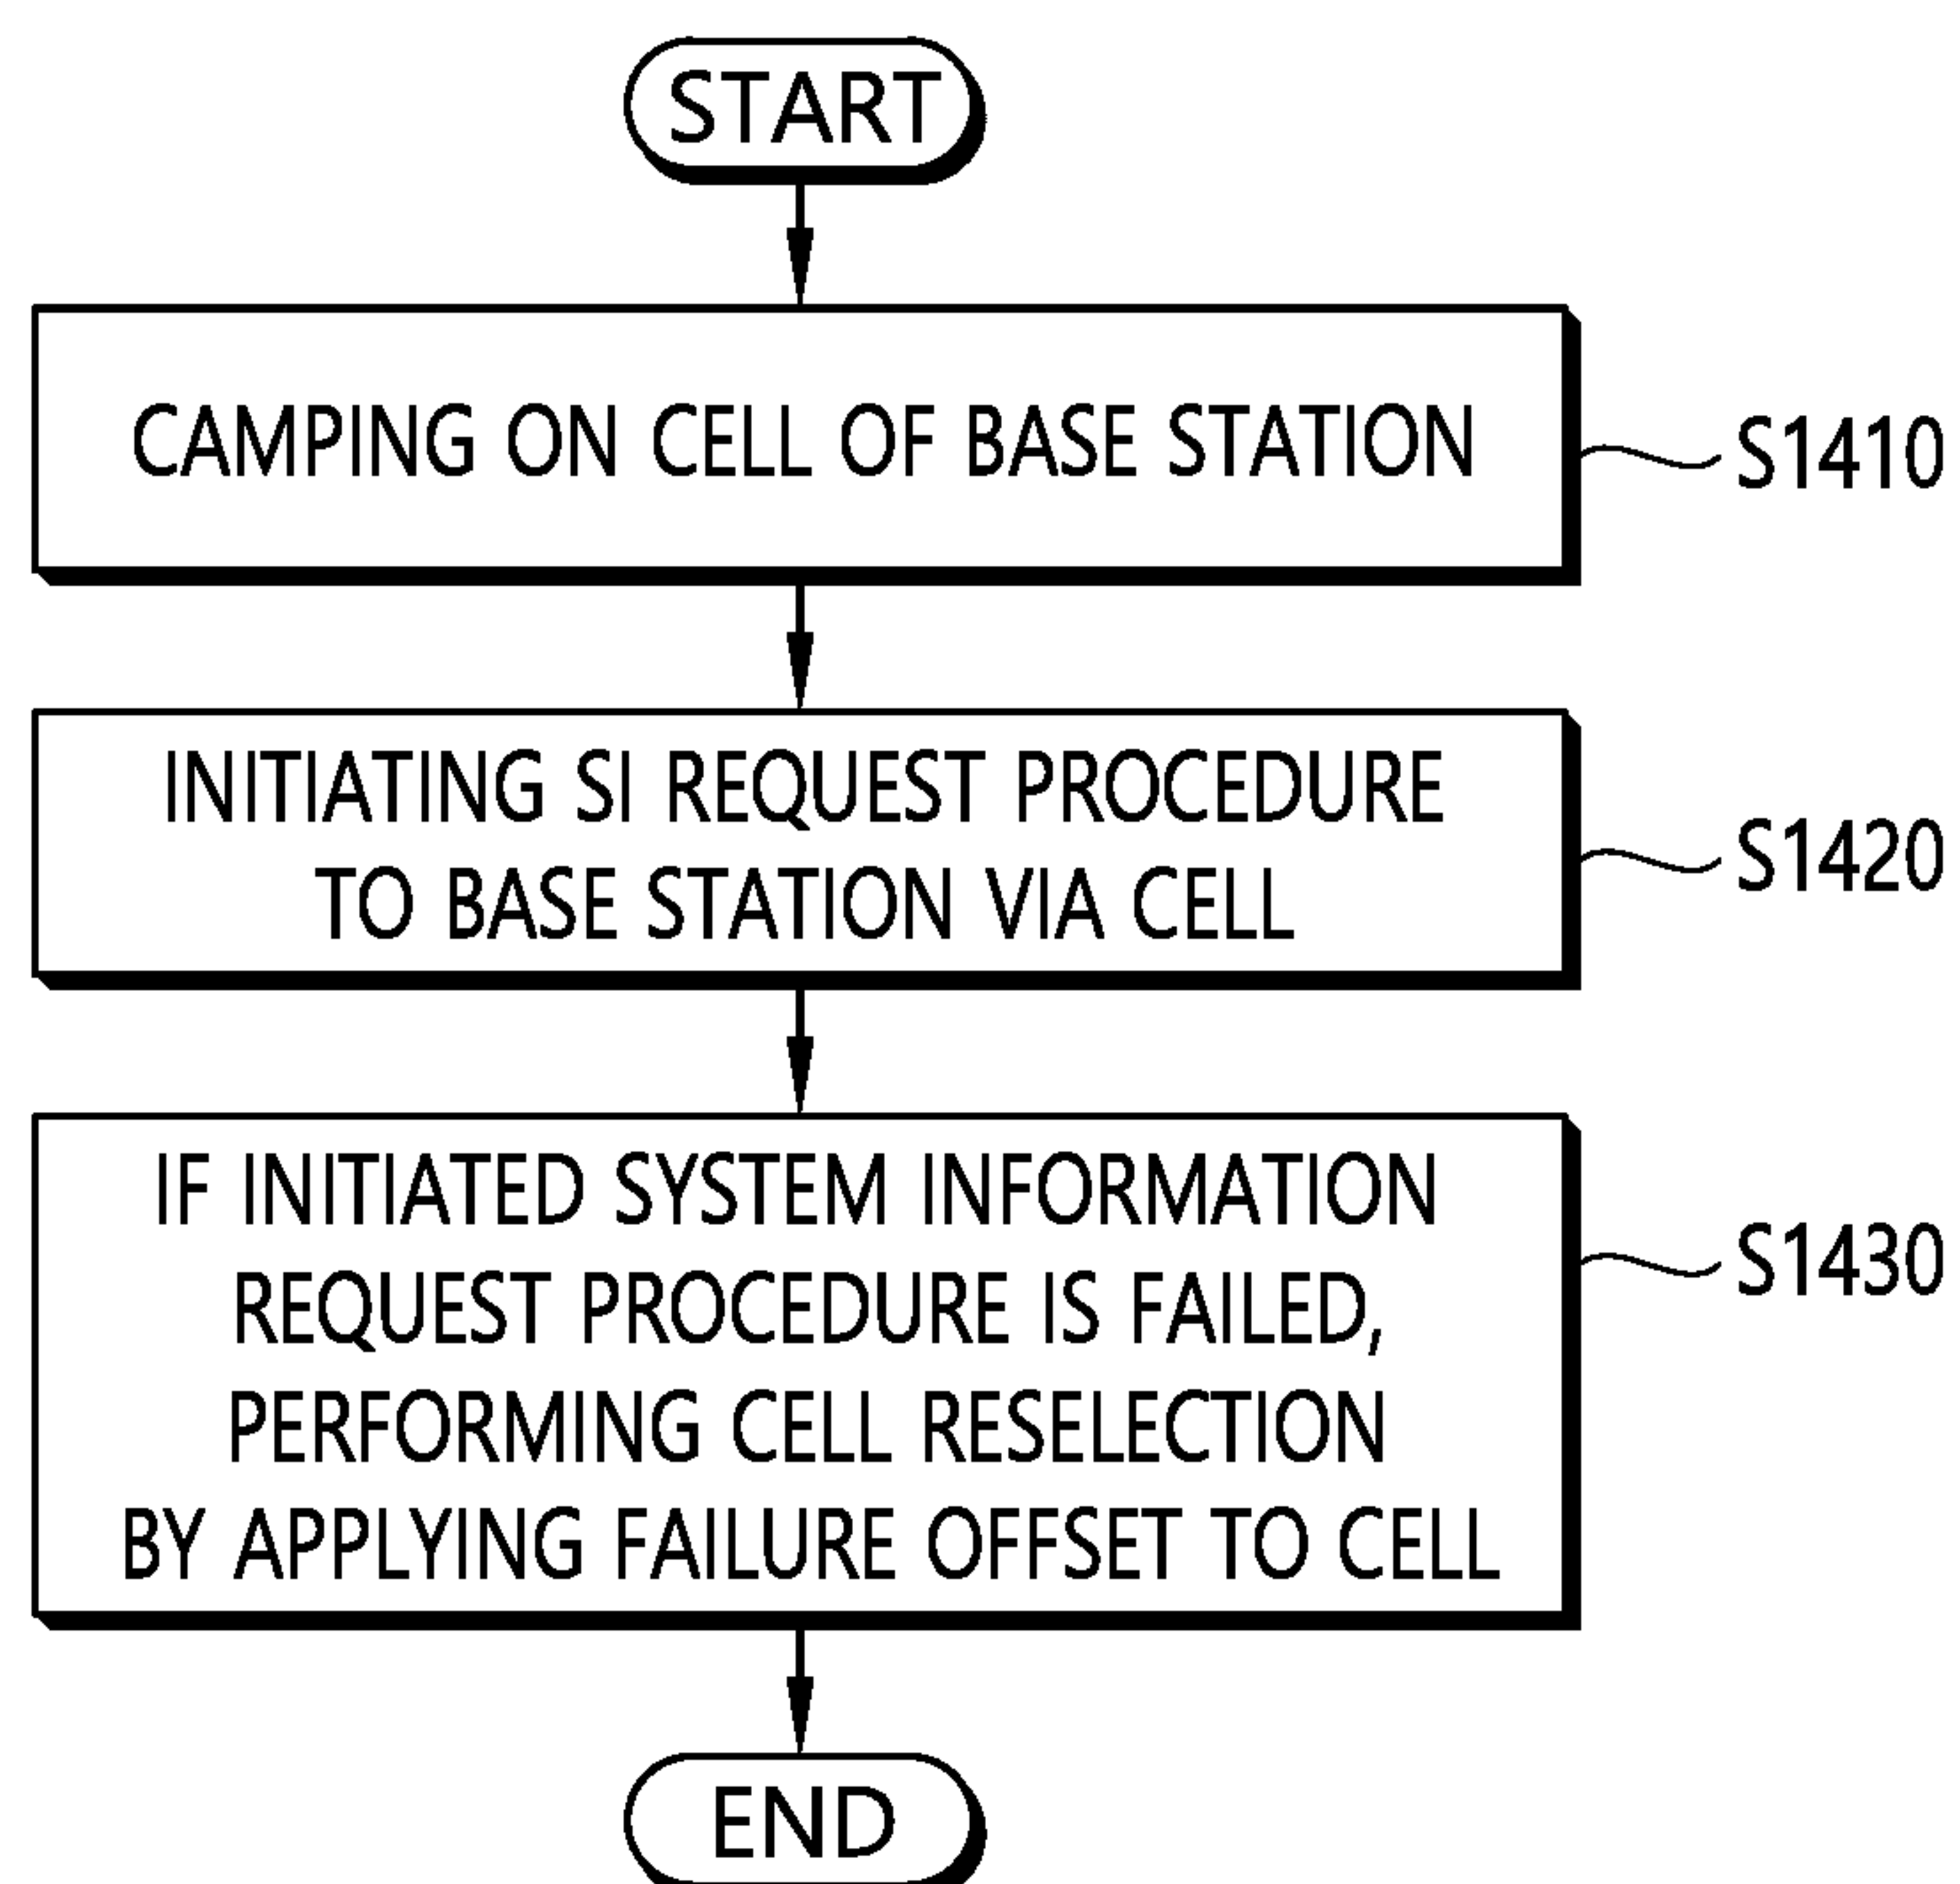 START
CAMPING ON CELL OF BASE STATION
S1410
INITIATING SI REQUEST PROCEDURE
TO BASE STATION VIA CELL
S1420
IF INITIATED SYSTEM INFORMATION
REQUEST PROCEDURE IS FAILED,
PERFORMING CELL RESELECTION
BY APPLYING FAILURE OFFSET TO CELL
S1430
END